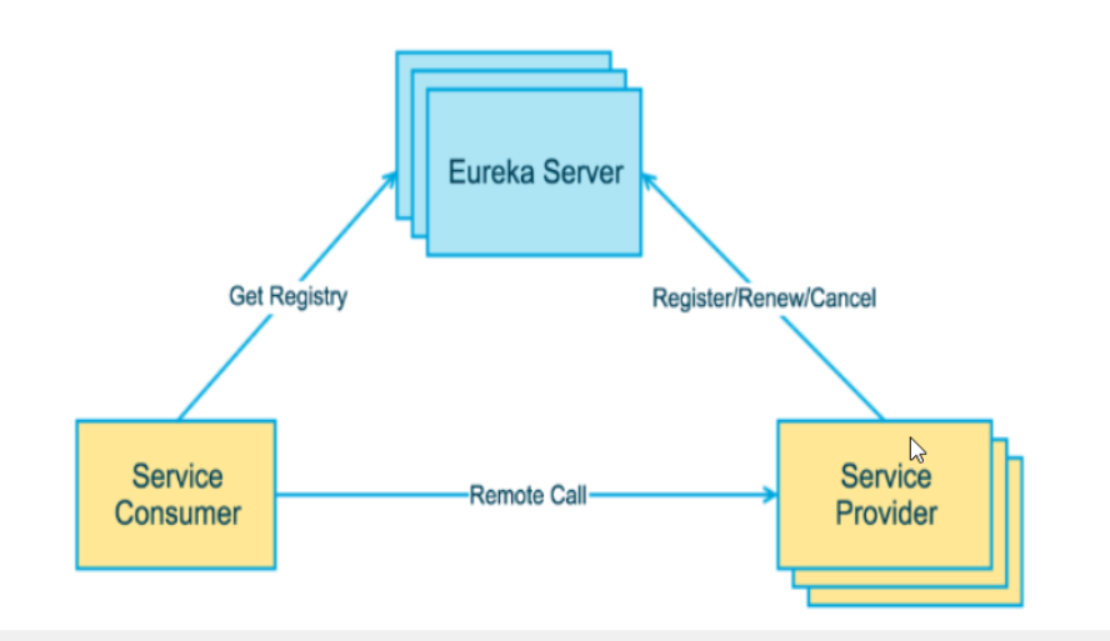 Eureka Server
Get Registry
Register/Renew/Cancel
Service
Consumer
Remote Call
Service
Provider